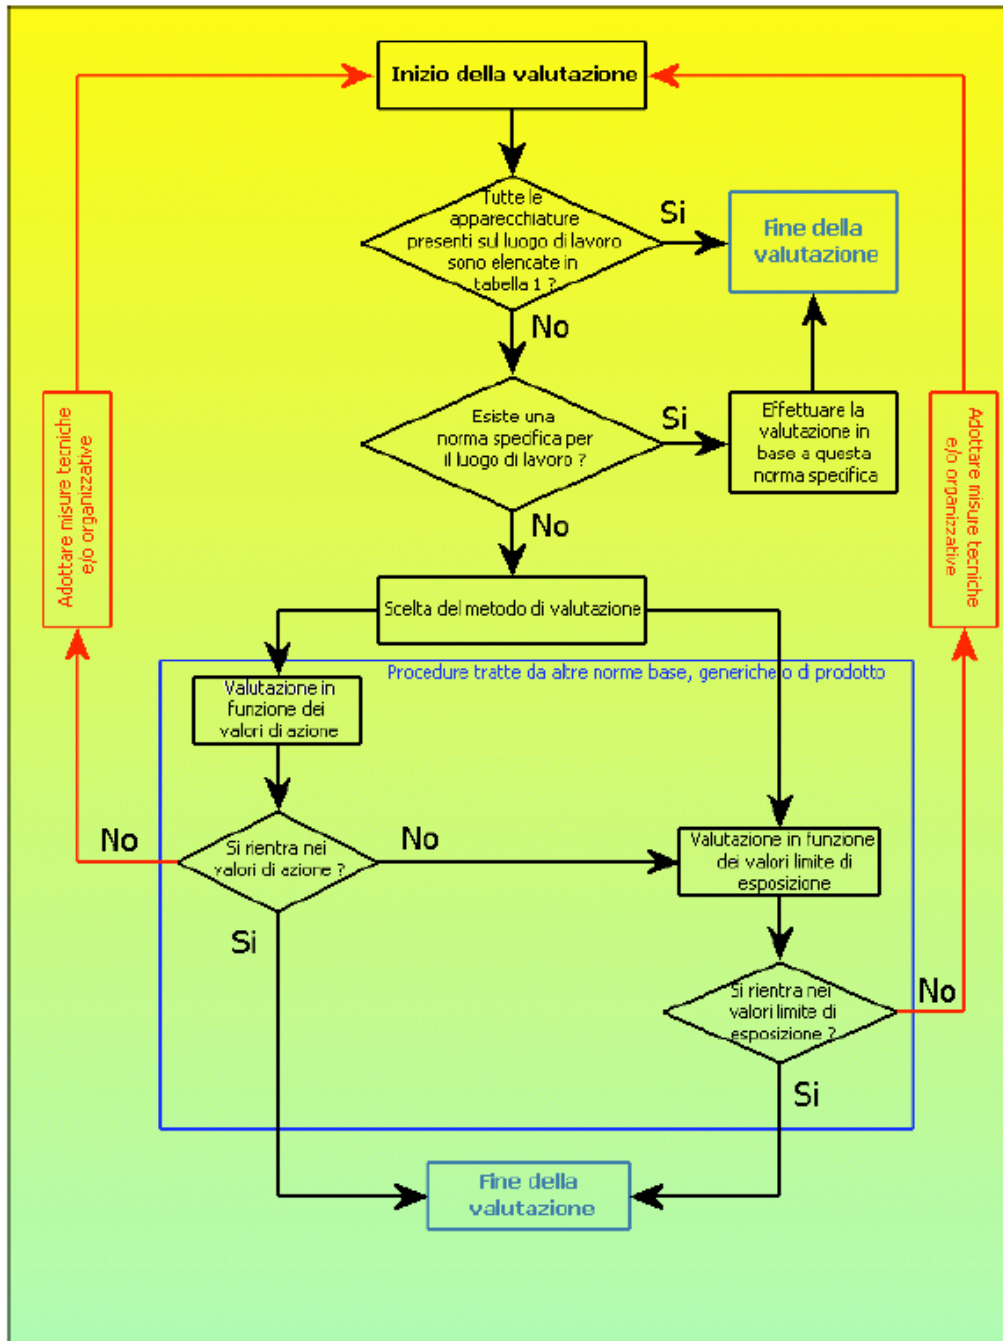 Inizio della valutazione
Tutte le
apparecchiature
presenti sul luogo di lavoro
sono elencate in
tabella 1 ?
Si
Fine della
valutazione
No
Esiste una
norma specifica per
il luogo di lavoro ?
Si
Effettuare la
valutazione in
base a questa
norma specifica
Adottare misure tecniche
e/o organizzative
Adottare misure tecniche
e/o organizzative
No
Scelta del metodo di valutazione
Procedure tratte da altre norme base, generiche o di prodotto
Valutazione in
funzione dei
valori di azione
No
Si rientra nei
valori di azione ?
No
Valutazione in funzione
dei valori limite di
esposizione
Si
Si rientra nei
valori limite di
esposizione ?
No
Si
Fine della
valutazione